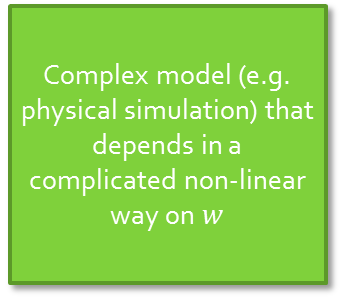 Complex model (e.g.
physical simulation) that
depends in a
complicated non-linear
way on w